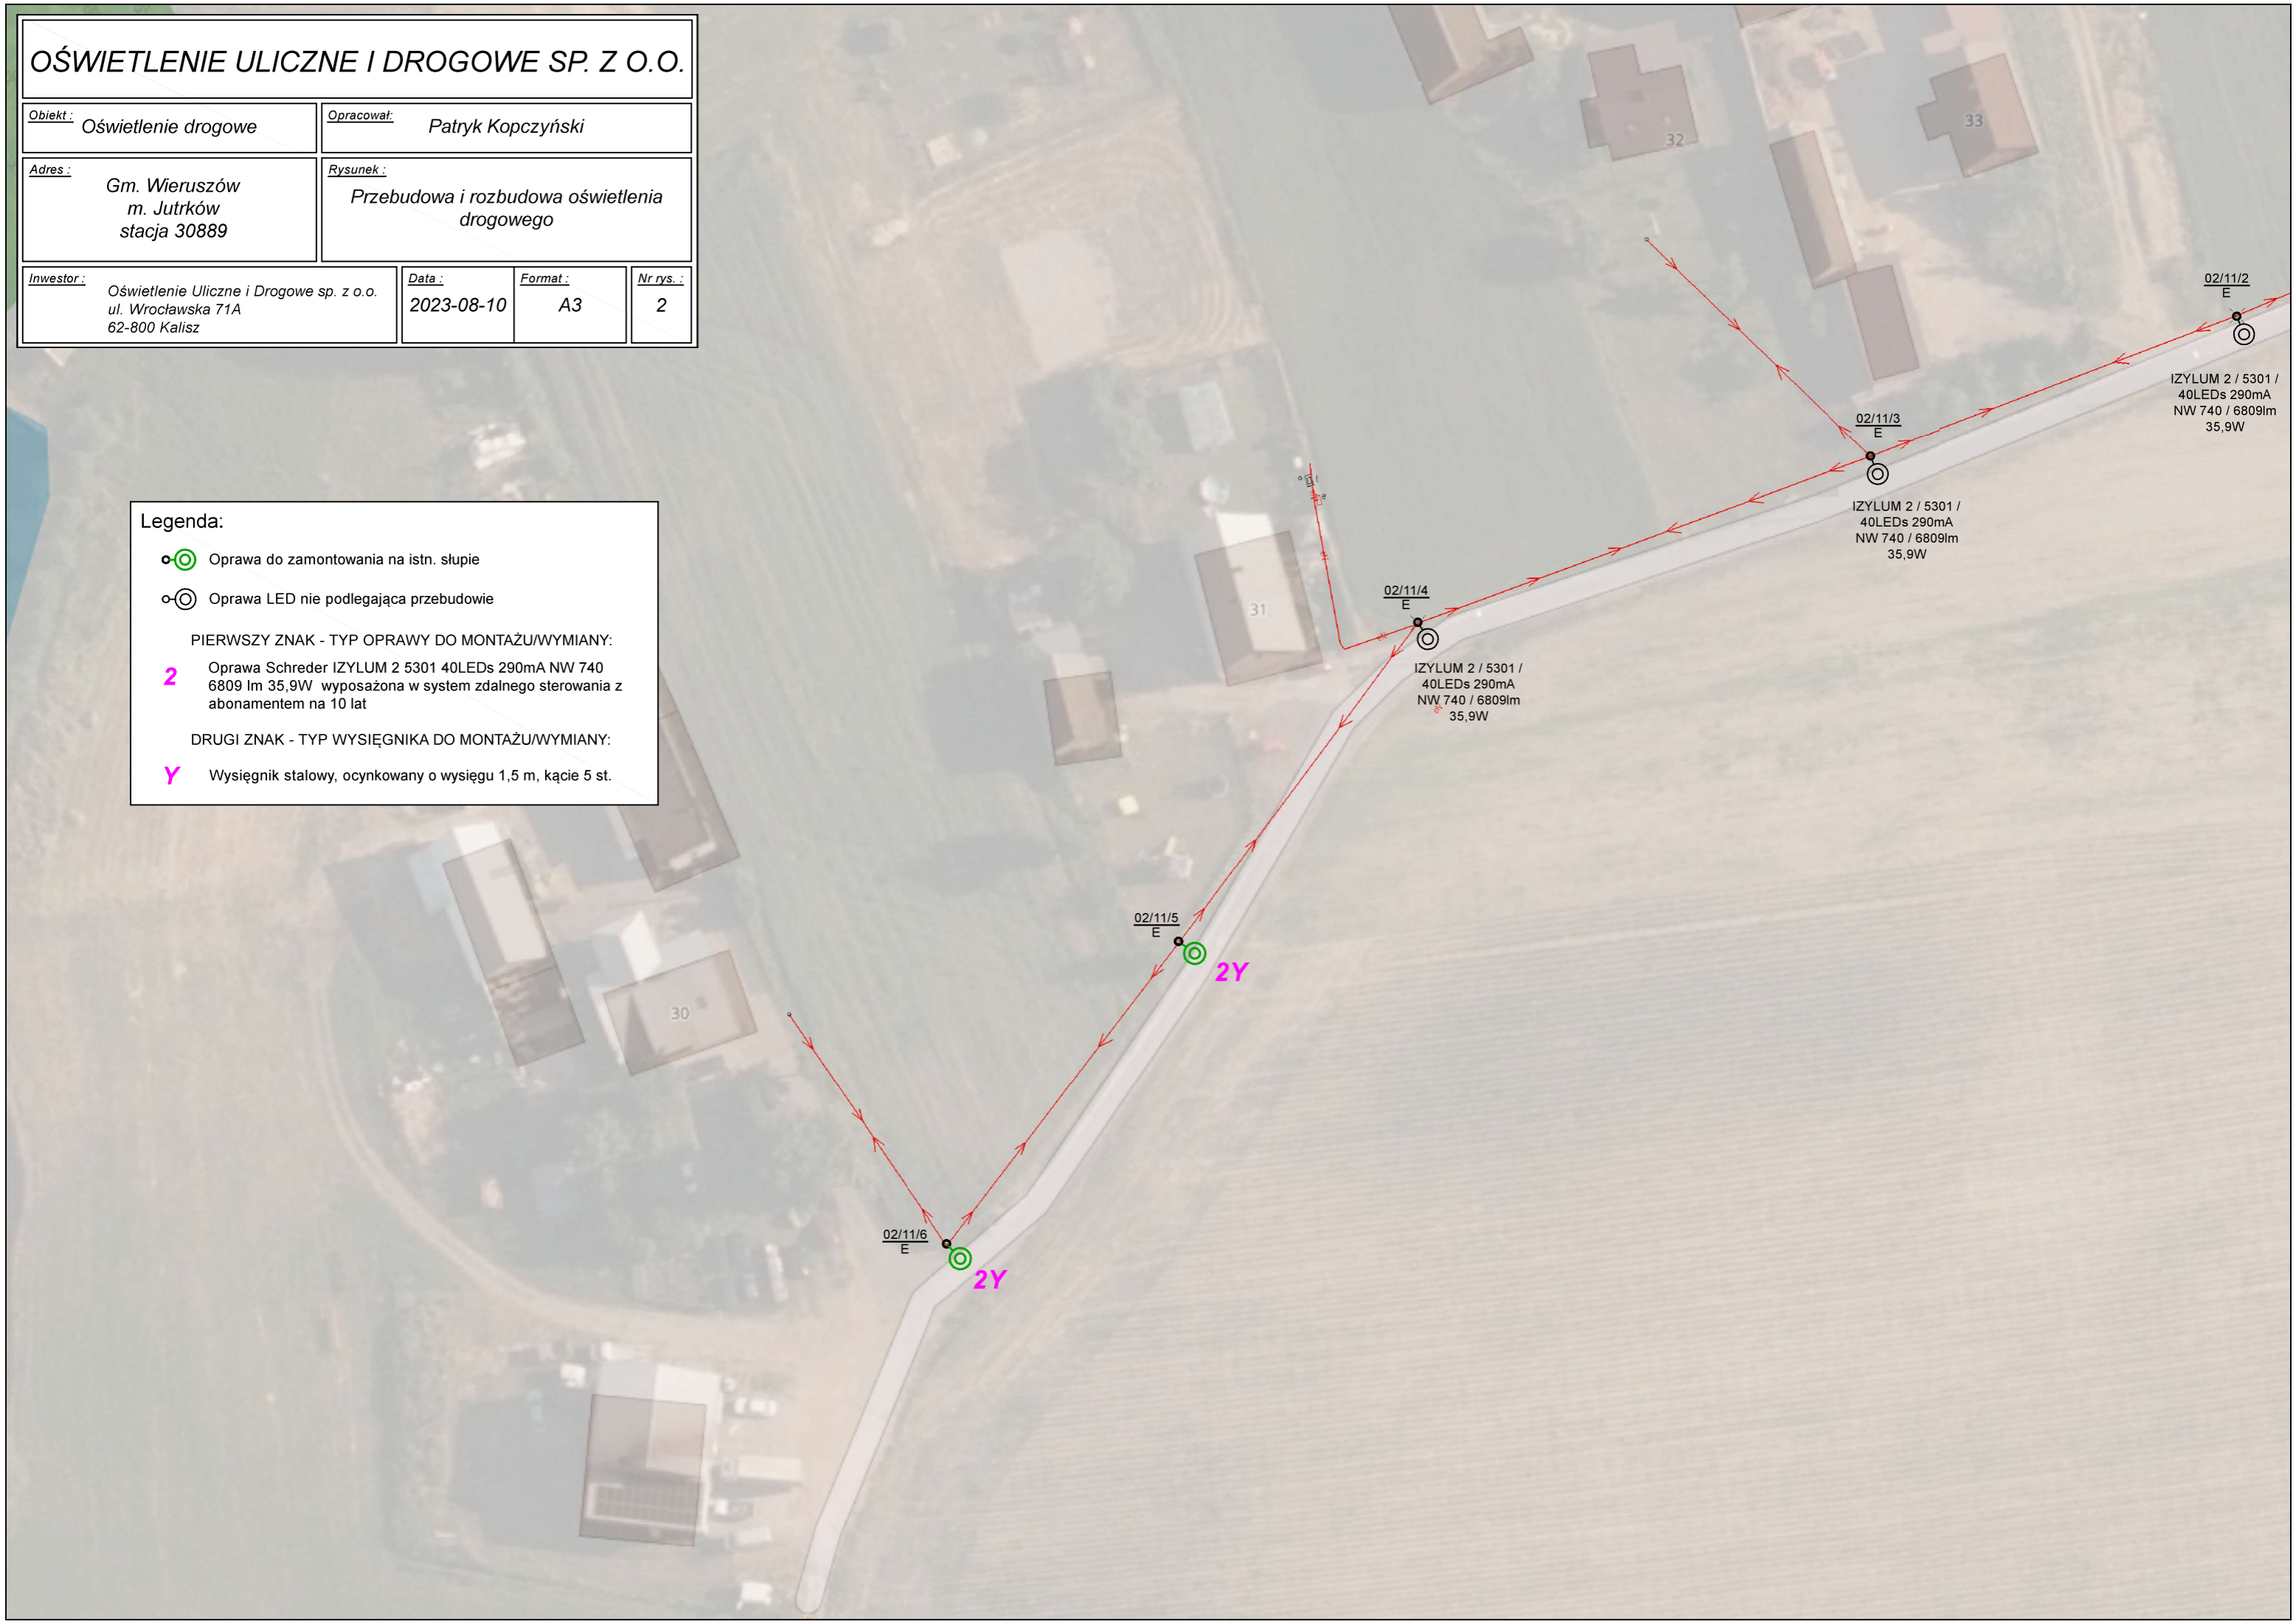 OŚWIETLENIE ULICZNE I DROGOWE SP. Z O.O.
Obiekt :
Oświetlenie drogowe
Opracował:
Patryk Kopczyński
Adres :
Gm. Wieruszów
m. Jutrków
stacja 30889
Rysunek :
Przebudowa i rozbudowa oświetlenia
drogowego
Inwestor :
Oświetlenie Uliczne i Drogowe sp. z o.o.
ul. Wrocławska 71A
62-800 Kalisz
Data :
2023-08-10
Format :
A3
Nr rys. :
2
Legenda:
Oprawa do zamontowania na istn. słupie
Oprawa LED nie podlegająca przebudowie
PIERWSZY ZNAK - TYP OPRAWY DO MONTAŻU/WYMIANY:
2
Oprawa Schreder IZYLUM 2 5301 40LEDs 290mA NW 740
6809 lm 35,9W wyposażona w system zdalnego sterowania z
abonamentem na 10 lat
DRUGI ZNAK - TYP WYSIĘGNIKA DO MONTAŻU/WYMIANY:
Y
Wysięgnik stalowy, ocynkowany o wysięgu 1,5 m, kącie 5 st.
32
33
02/11/2
E
IZYLUM 2 / 5301 /
40LEDs 290mA
NW 740 / 6809lm
35,9W
02/11/3
E
IZYLUM 2 / 5301 /
40LEDs 290mA
NW 740 / 6809lm
35,9W
31
02/11/4
E
IZYLUM 2 / 5301 /
40LEDs 290mA
NW 740 / 6809lm
35,9W
02/11/5
E
2Y
30
02/11/6
E
2Y